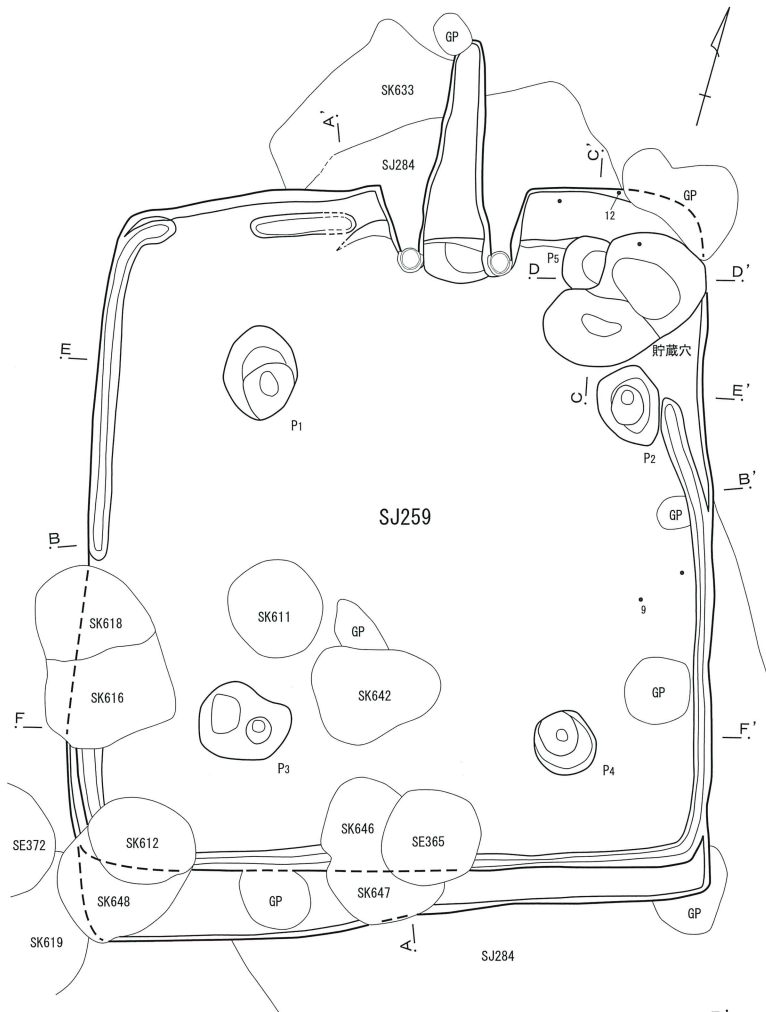 GP
SK633
A'
SJ284
C'
GP
12
P5
D
D'
貯蔵穴
E
E'
C
P1
P2
B'
SJ259
GP
B
9
SK618
SK611
GP
SK616
SK642
GP
F
F'
P3
P4
SE372
SK612
SK646
SE365
SK648
GP
SK647
GP
SK619
A
SJ284